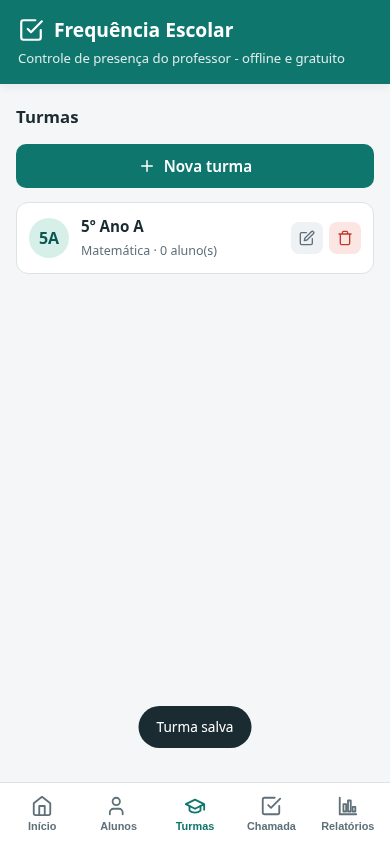 Frequência Escolar
Controle de presença do professor - offline e gratuito
Turmas
Nova turma
5A
5º Ano A
Matemática · 0 aluno(s)
Turma salva
Início
Alunos
Turmas
Chamada
Relatórios